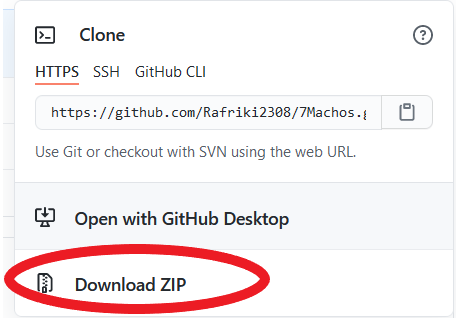 Clone
HTTPS SSH GitHub CLI
https://github.com/Rafriki2308/7Machos.g
Use Git or checkout with SVN using the web URL.
Open with GitHub Desktop
Download ZIP